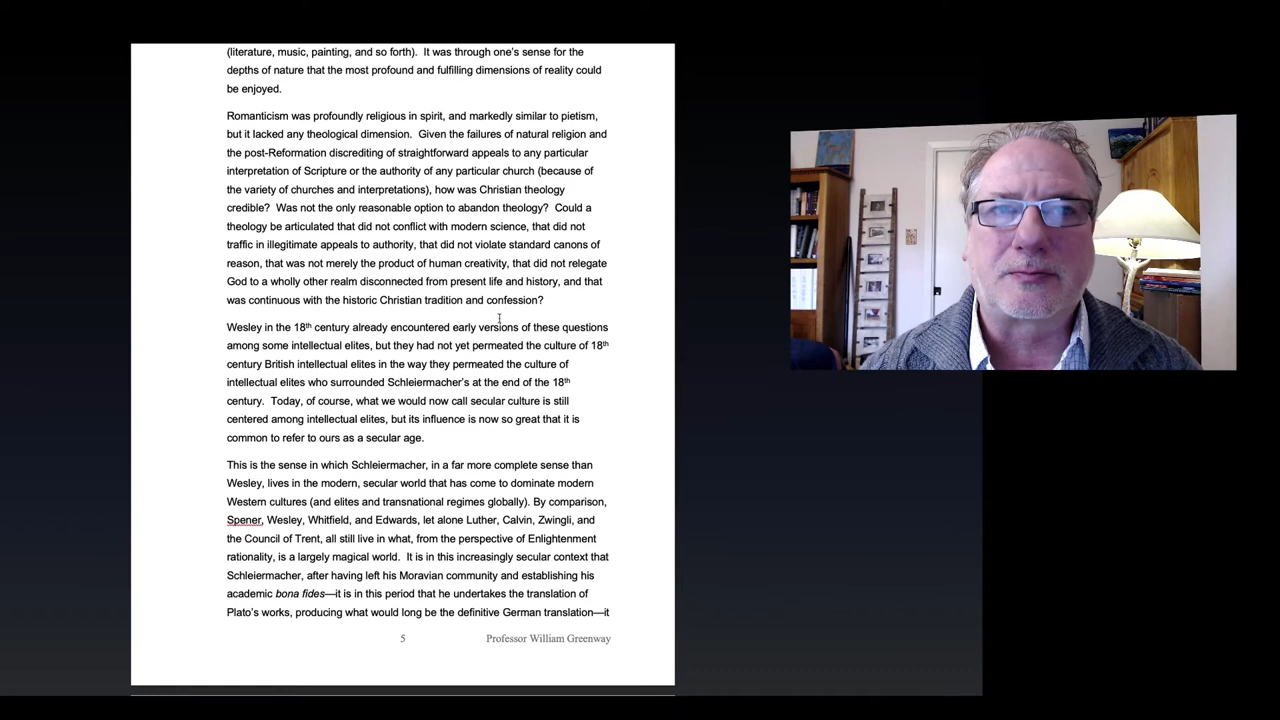 (literature, music, painting, and so forth).  It was through one's sense for the
depths of nature that the most profound and fulfilling dimensions of reality could
be enjoyed.
Romanticism was profoundly religious in spirit, and markedly similar to pietism,
but it lacked any theological dimension.  Given the failures of natural religion and
the post-Reformation discrediting of straightforward appeals to any particular
interpretation of Scripture or the authority of any particular church (because of
the variety of churches and interpretations), how was Christian theology
credible?  Was not the only reasonable option to abandon theology?  Could a
theology be articulated that did not conflict with modern science, that did not
traffic in illegitimate appeals to authority, that did not violate standard canons of
reason, that was not merely the product of human creativity, that did not relegate
God to a wholly other realm disconnected from present life and history, and that
was continuous with the historic Christian tradition and confession?
Wesley in the 18th century already encountered early versions of these questions
among some intellectual elites, but they had not yet permeated the culture of 18th
century British intellectual elites in the way they permeated the culture of
intellectual elites who surrounded Schleiermacher's at the end of the 18th
century.  Today, of course, what we would now call secular culture is still
centered among intellectual elites, but its influence is now so great that it is
common to refer to ours as a secular age.
This is the sense in which Schleiermacher, in a far more complete sense than
Wesley, lives in the modern, secular world that has come to dominate modern
Western cultures (and elites and transnational regimes globally). By comparison,
Spener, Wesley, Whitfield, and Edwards, let alone Luther, Calvin, Zwingli, and
the Council of Trent, all still live in what, from the perspective of Enlightenment
rationality, is a largely magical world.  It is in this increasingly secular context that
Schleiermacher, after having left his Moravian community and establishing his
academic bona fides—it is in this period that he undertakes the translation of
Plato's works, producing what would long be the definitive German translation—it
5 Professor William Greenway